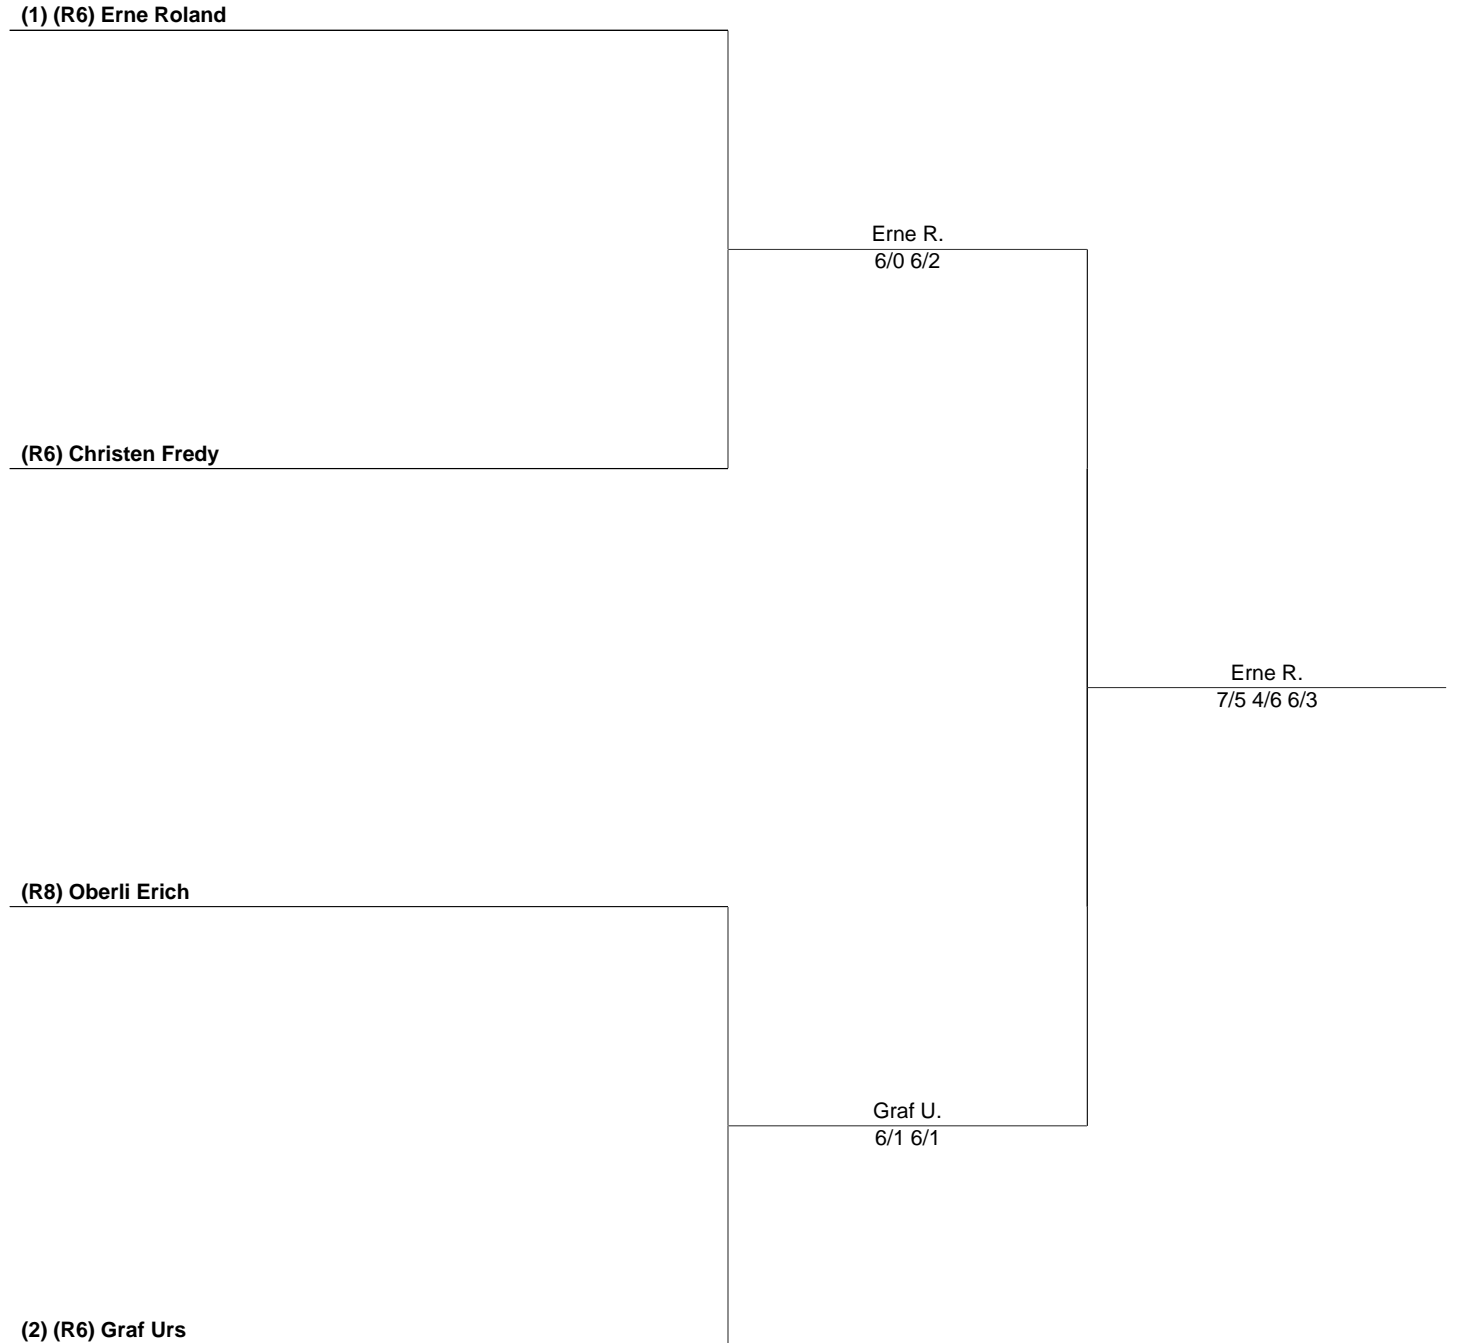 (1) (R6) Erne Roland
Erne R.
6/0 6/2
(R6) Christen Fredy
Erne R.
7/5 4/6 6/3
(R8) Oberli Erich
Graf U.
6/1 6/1
(2) (R6) Graf Urs